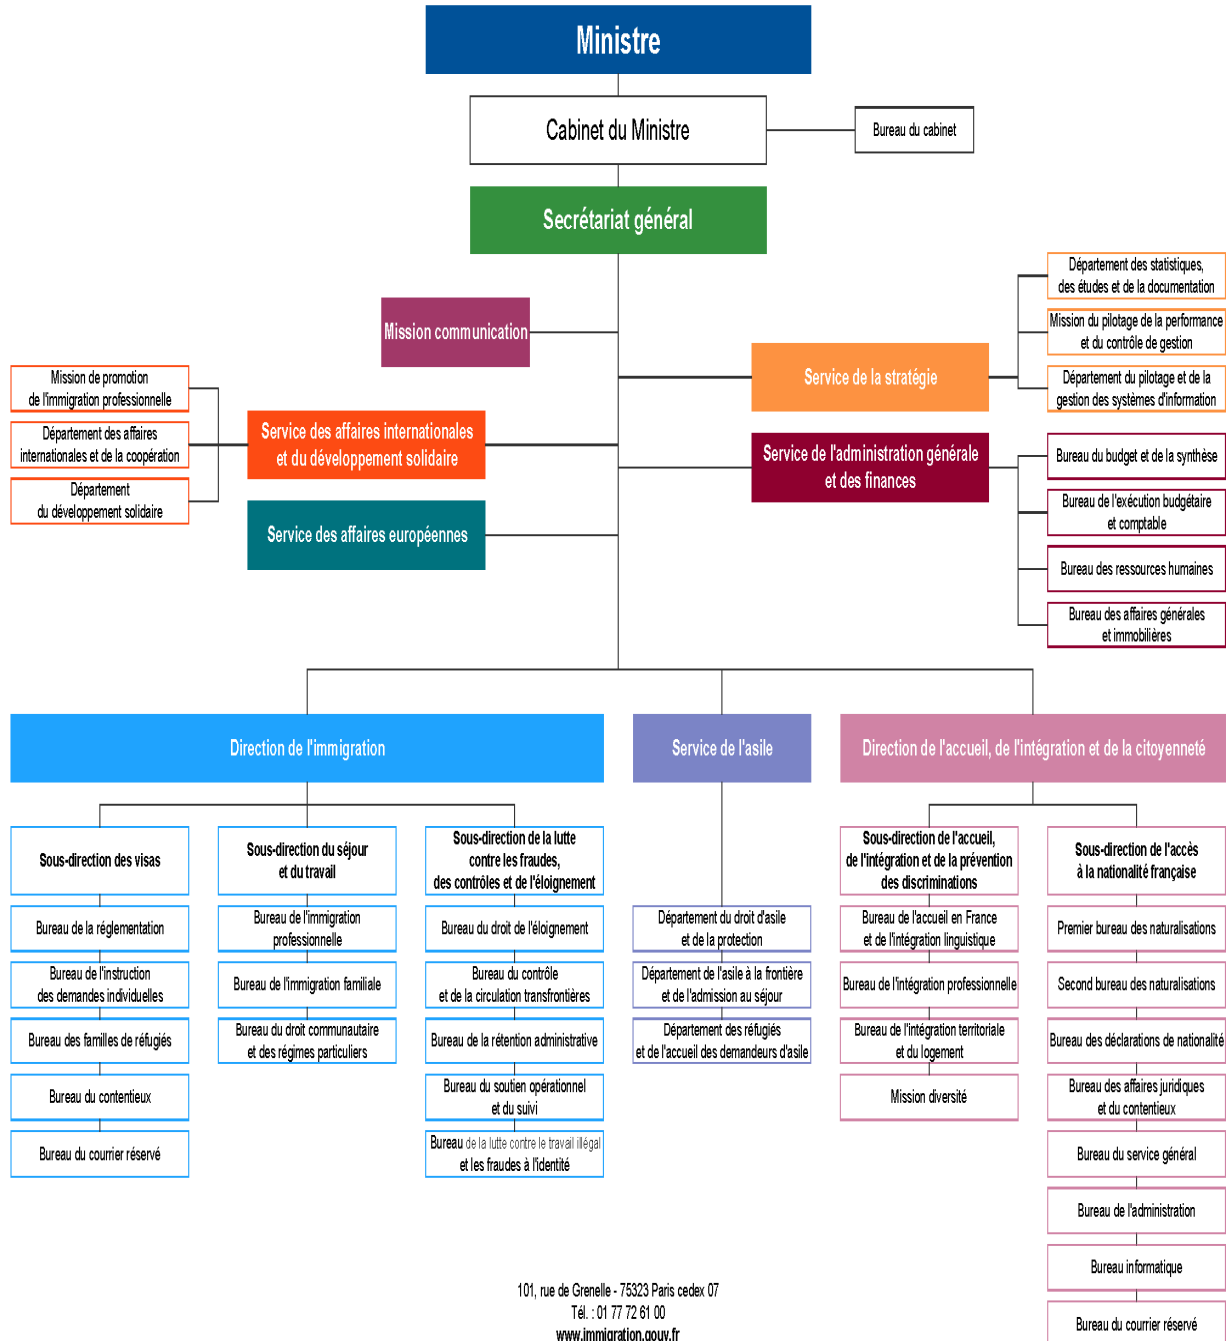 Ministre
Cabinet du Ministre
Bureau du cabinet
Secrétariat général
Mission communication
Service de la stratégie
Département des statistiques,
des études et de la documentation
Mission du pilotage de la performance
et du contrôle de gestion
Département du pilotage et de la
gestion des systèmes d'information
Mission de promotion
de l'immigration professionnelle
Département des affaires
internationales et de la coopération
Département
du développement solidaire
Service des affaires internationales
et du développement solidaire
Service des affaires européennes
Service de l'administration générale
et des finances
Bureau du budget et de la synthèse
Bureau de l'exécution budgétaire
et comptable
Bureau des ressources humaines
Bureau des affaires générales
et immobilières
Direction de l'immigration
Sous-direction des visas
Bureau de la réglementation
Bureau de l'instruction
des demandes individuelles
Bureau des familles de réfugiés
Bureau du contentieux
Bureau du courrier réservé
Sous-direction du séjour
et du travail
Bureau de l'immigration
professionnelle
Bureau de l'immigration familiale
Bureau du droit communautaire
et des régimes particuliers
Sous-direction de la lutte
contre les fraudes,
des contrôles et de l'éloignement
Bureau du droit de l'éloignement
Bureau du contrôle
et de la circulation transfrontières
Bureau de la rétention administrative
Bureau du soutien opérationnel
et du suivi
Bureau de la lutte contre le travail illégal
et les fraudes à l'identité
Service de l'asile
Département du droit d'asile
et de la protection
Département de l'asile à la frontière
et de l'admission au séjour
Département des réfugiés
et de l'accueil des demandeurs d'asile
Direction de l'accueil, de l'intégration et de la citoyenneté
Sous-direction de l'accueil,
de l'intégration et de la prévention
des discriminations
Bureau de l'accueil en France
et de l'intégration linguistique
Bureau de l'intégration professionnelle
Bureau de l'intégration territoriale
et du logement
Mission diversité
Sous-direction de l'accès
à la nationalité française
Premier bureau des naturalisations
Second bureau des naturalisations
Bureau des déclarations de nationalité
Bureau des affaires juridiques
et du contentieux
Bureau du service général
Bureau de l'administration
Bureau informatique
Bureau du courrier réservé
101, rue de Grenelle - 75323 Paris cedex 07
Tél. : 01 77 72 61 00
www.immigration.gouv.fr